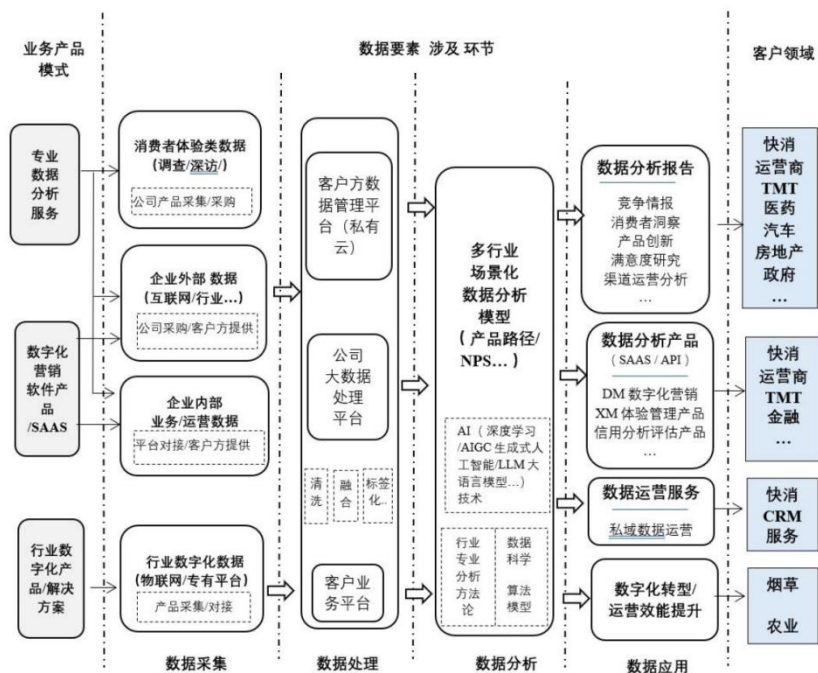 业务产品
模式
数据要素 涉及 环节
客户领域
专业
数据
分析
服务
数字化
营销
软件产品
/SAAS
行业数
字化产
品/解决
方案
消费者体验类数据
(调查/深访/)
公司产品采集/采购
企业外部 数据
(互联网/行业...)
公司采购/客户方提供
企业内部
业务/运营数据
平台对接/客户方提供
行业数字化数据
(物联网/专有平台)
产品采集/对接
数据采集
客户方数
据管理平
台（私有
云）
公司
大数据
处理
平台
清
洗
融
合
标签
化..
客户业
务平台
数据处理
多行业
场景化
数据分析
模型
（产品路径/
NPS…）
AI（深度学习
/AIGC 生成式人
工智能/LLM 大
语言模型…）
技术
行业
专业
分析
方法
论
数据
科学
算法
模型
数据分析
数据分析报告
竞争情报
消费者洞察
产品创新
满意度研究
渠道运营分析
…
数据分析产品
（SAAS / API）
DM 数字化营销
XM 体验管理产品
信用分析评估产品
…
数据运营服务
私域数据运营
数字化转型/
运营效能提升
数据应用
快消
运营商
TMT
医药
汽车
房地产
政府
…
快消
运营商
TMT
金融
…
快消
CRM
服务
烟草
农业